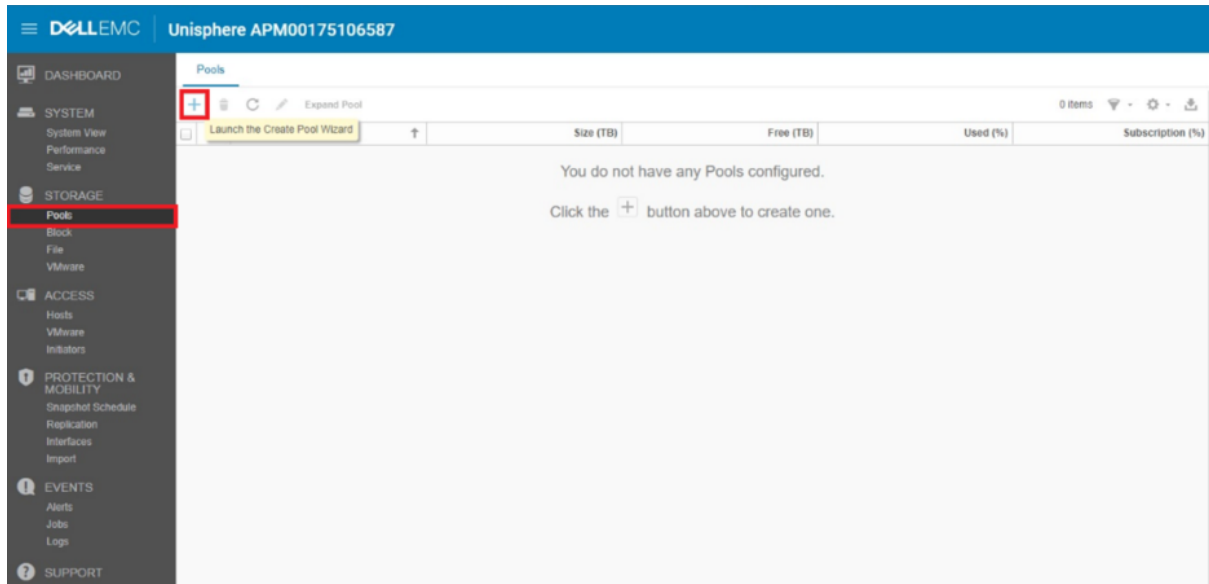 DELLEMC Unisphere APM00175106587
DASHBOARD
SYSTEM
System View
Performance
Service
STORAGE
Pools
Block
File
VMware
ACCESS
Hosts
VMware
Initiators
PROTECTION &
MOBILITY
Snapshot Schedule
Replication
Interfaces
Import
EVENTS
Alerts
Jobs
Logs
SUPPORT
Pools
Expand Pool
0 items
Launch the Create Pool Wizard
Size (TB)
Free (TB)
Used (%)
Subscription (%)
You do not have any Pools configured.
Click the + button above to create one.